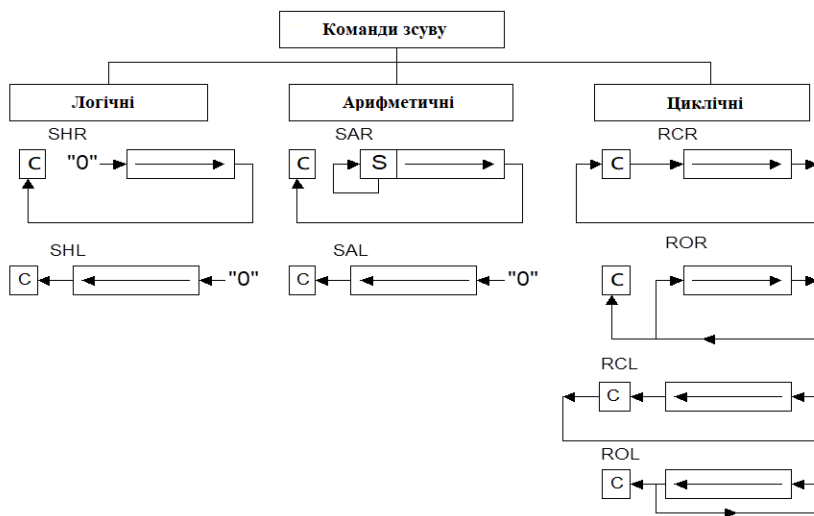 Команди зсуву
Логічні
Арифметичні
Циклічні
SHR
SAR
RCR
C "0"
C S
C
SHL
SAL
ROR
C "0"
C "0"
C
RCL
C
ROL
C